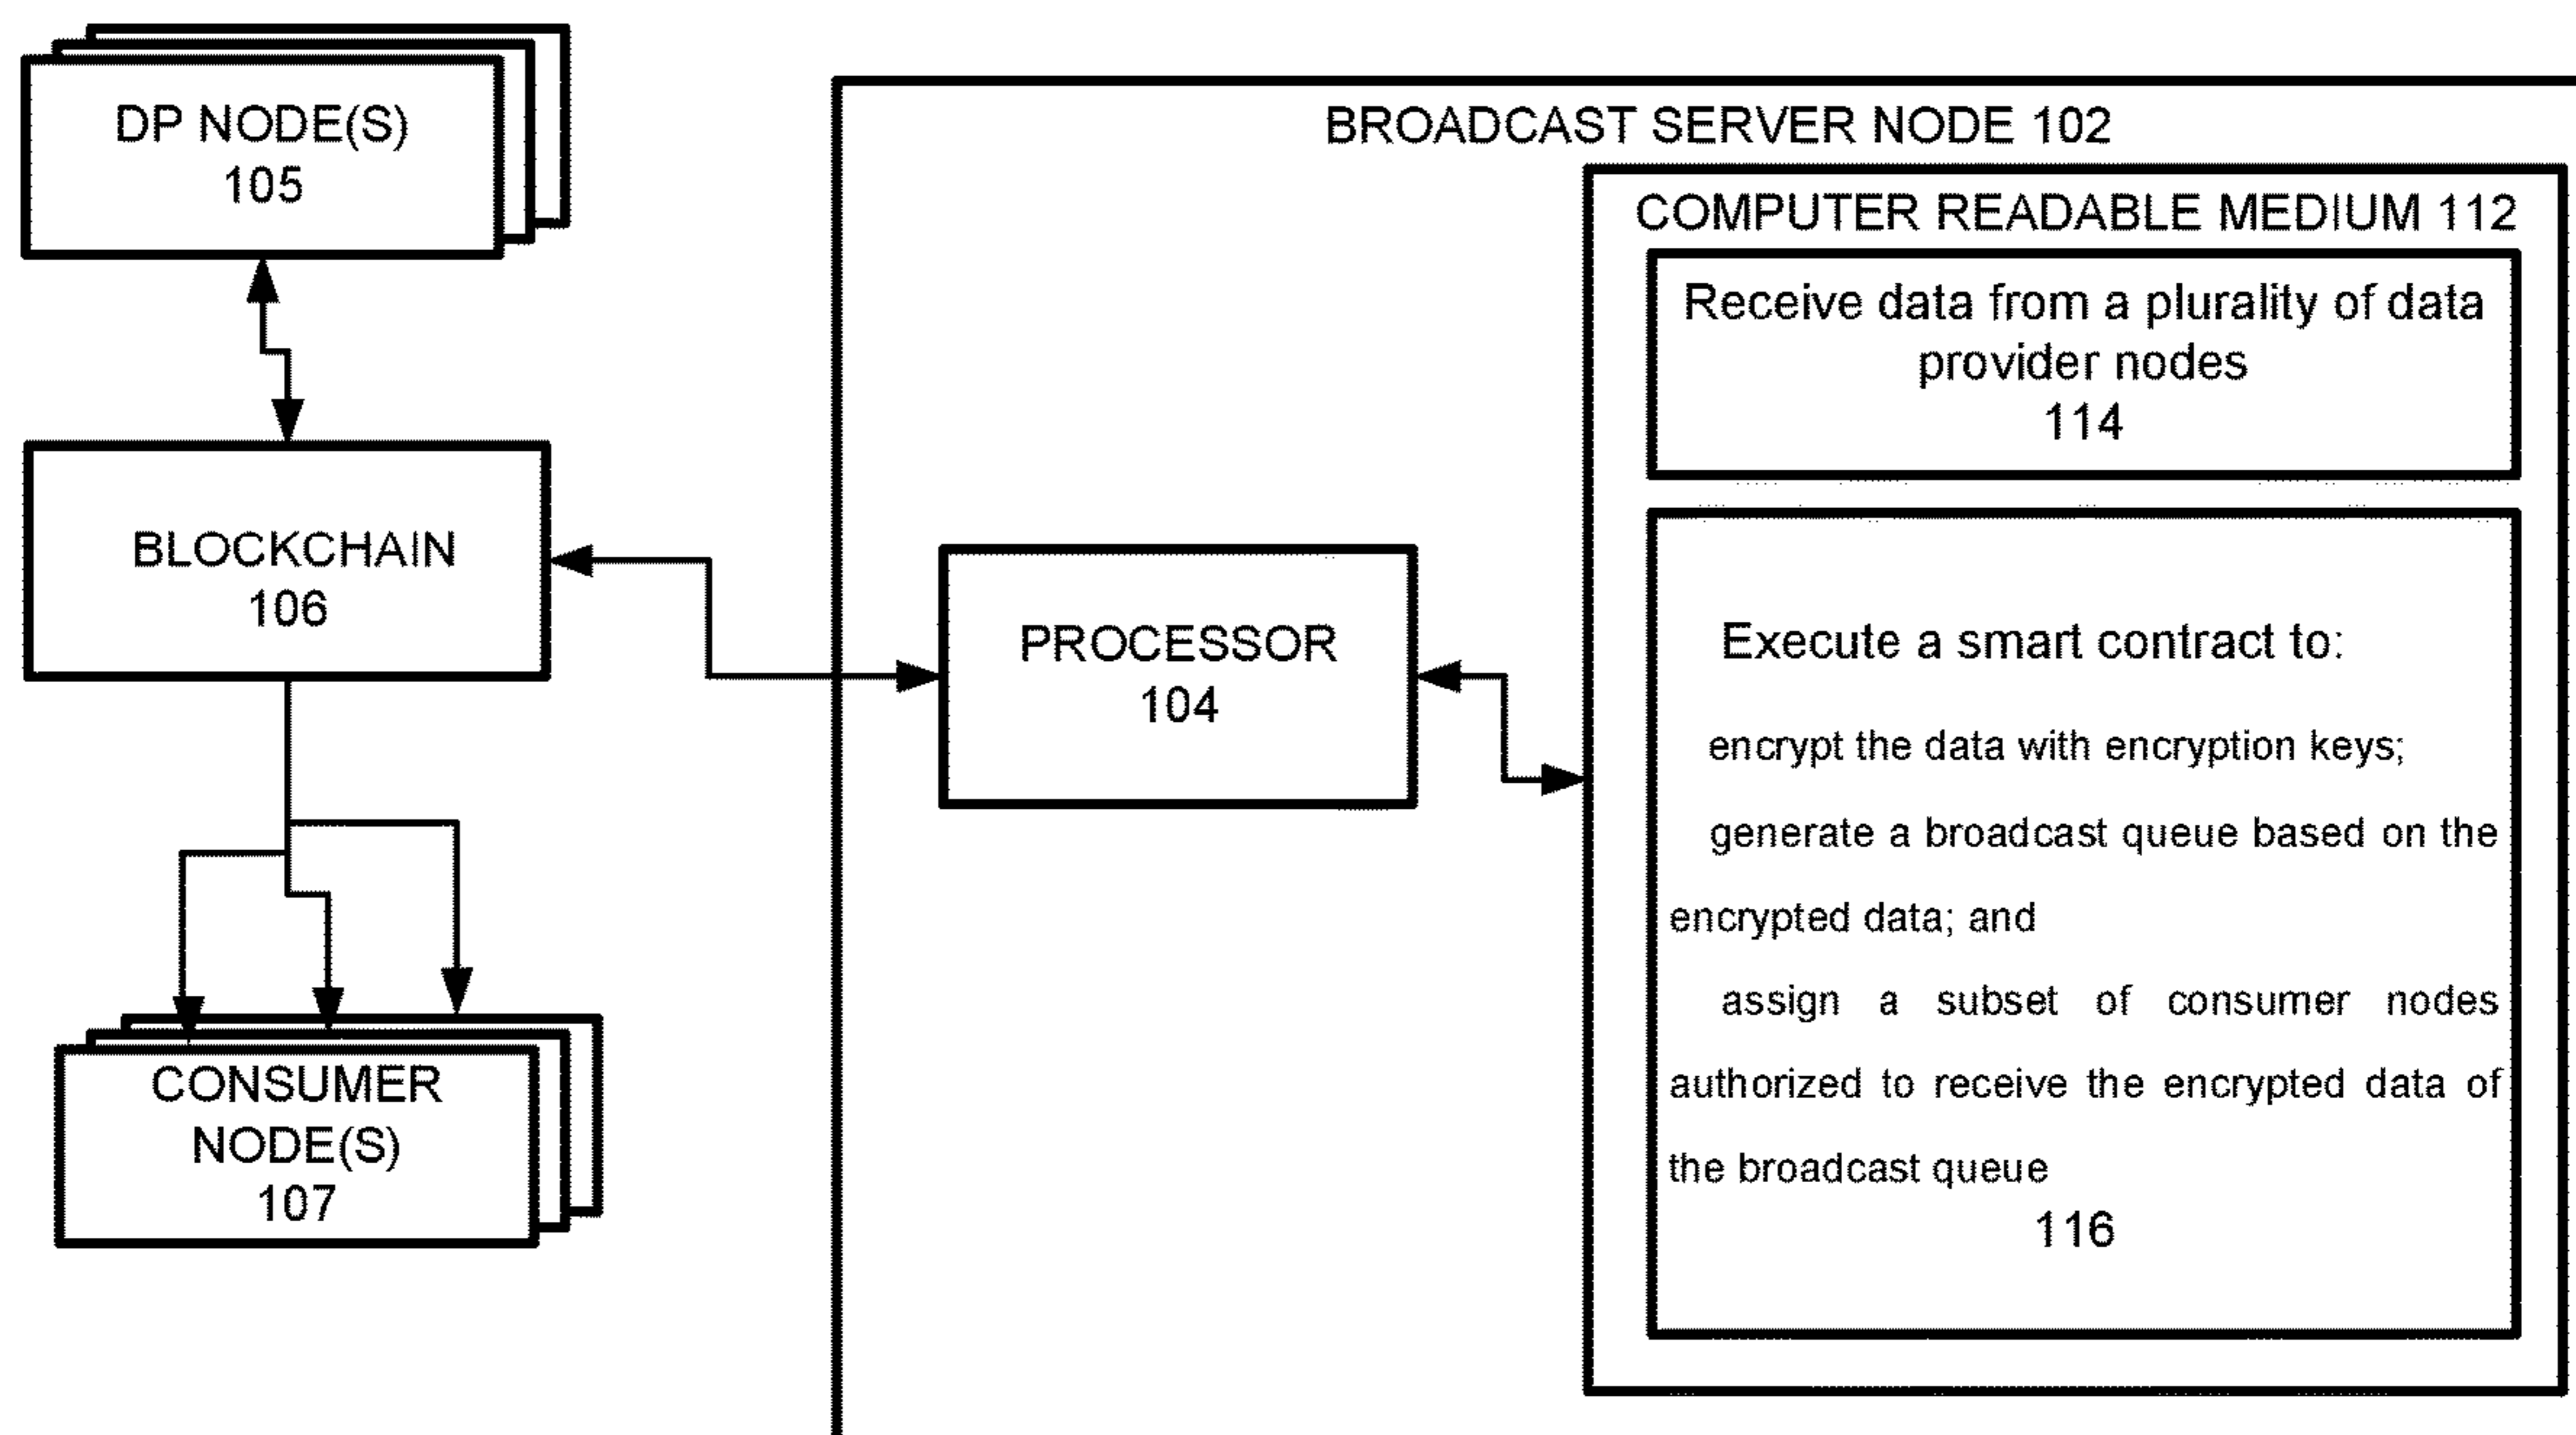 DP NODE(S)
105
BLOCKCHAIN
106
CONSUMER
NODE(S)
107
BROADCAST SERVER NODE 102
PROCESSOR
104
COMPUTER READABLE MEDIUM 112
Receive data from a plurality of data
provider nodes
114
Execute a smart contract to:
encrypt the data with encryption keys;
generate a broadcast queue based on the
encrypted data; and
assign a subset of consumer nodes
authorized to receive the encrypted data of
the broadcast queue
116